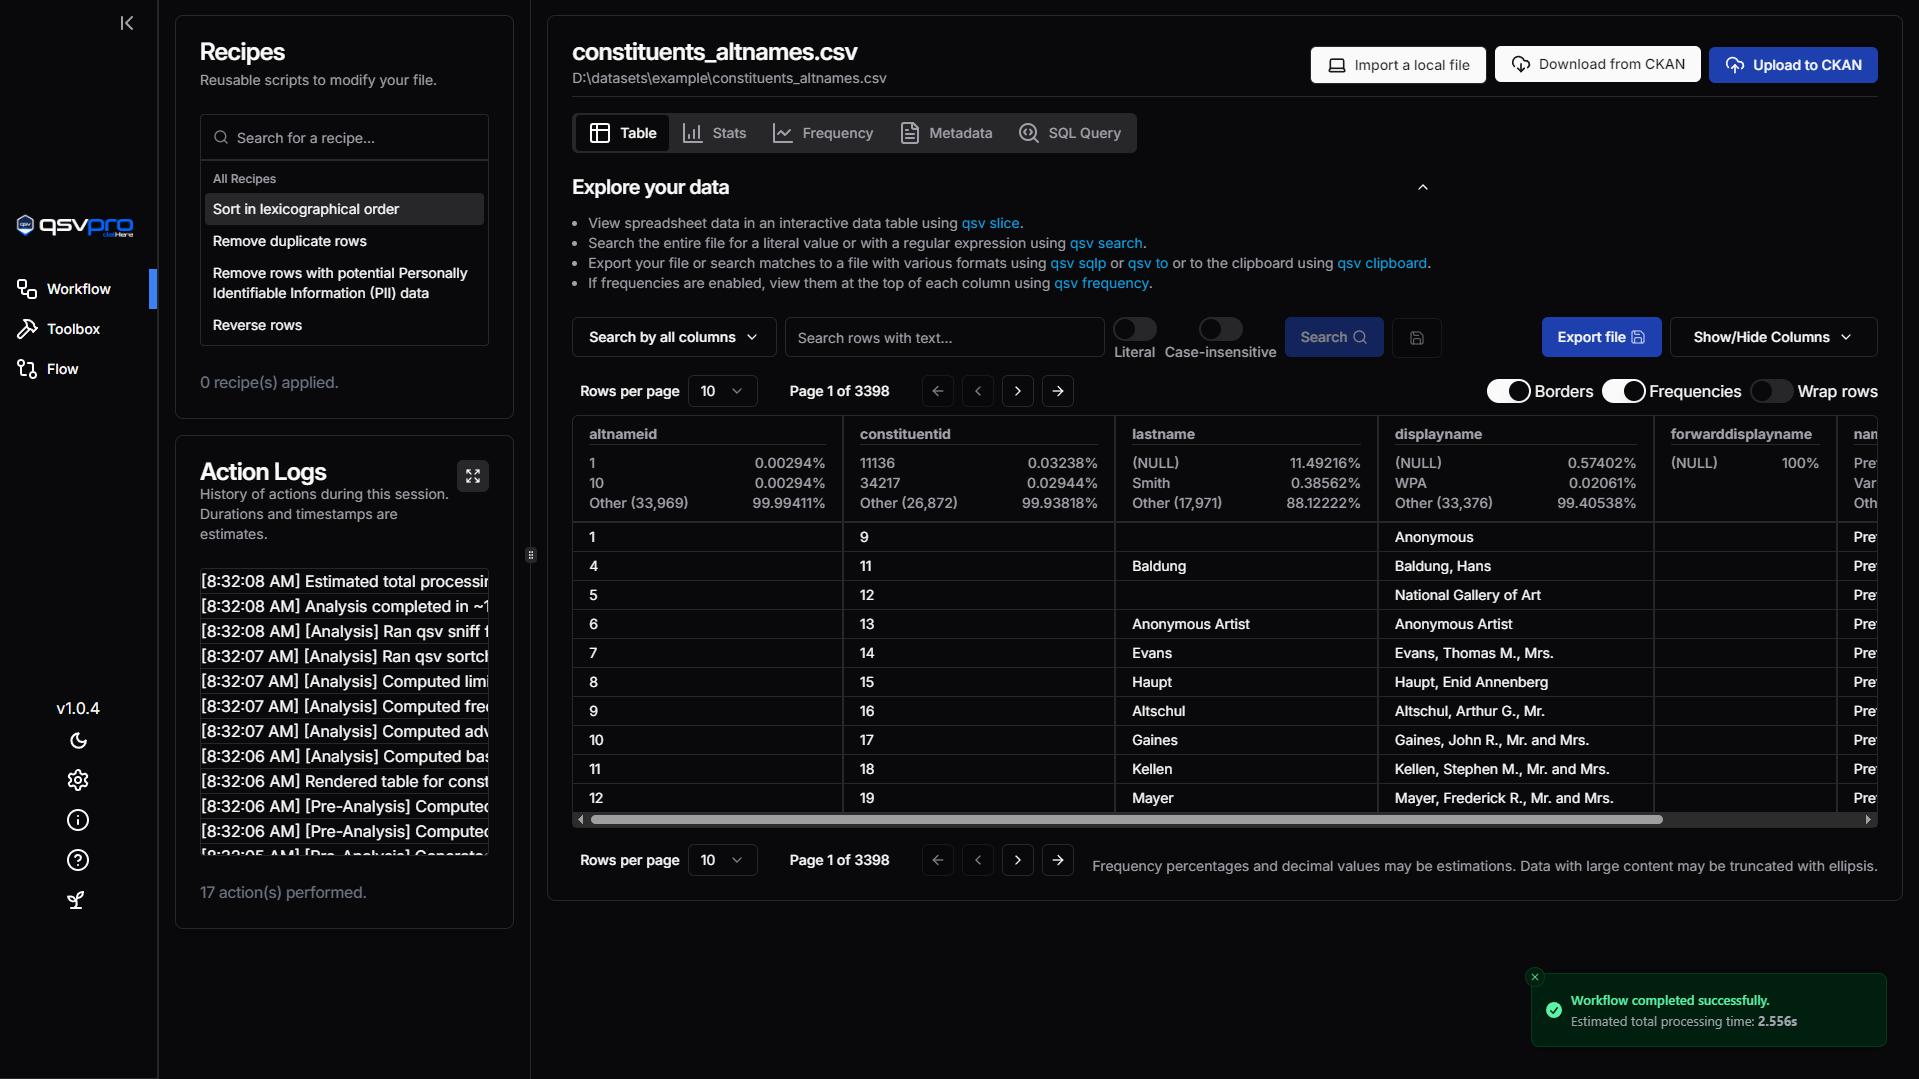 qsvpro
datHere
Workflow
Toolbox
Flow
v1.0.4
Recipes
Reusable scripts to modify your file.
Search for a recipe...
All Recipes
Sort in lexicographical order
Remove duplicate rows
Remove rows with potential Personally
Identifiable Information (PII) data
Reverse rows
0 recipe(s) applied.
Action Logs
History of actions during this session.
Durations and timestamps are
estimates.
[8:32:08 AM] Estimated total processin
[8:32:08 AM] Analysis completed in ~1
[8:32:08 AM] [Analysis] Ran qsv sniff f
[8:32:07 AM] [Analysis] Ran qsv sortch
[8:32:07 AM] [Analysis] Computed limi
[8:32:07 AM] [Analysis] Computed fre
[8:32:07 AM] [Analysis] Computed adv
[8:32:06 AM] [Analysis] Computed bas
[8:32:06 AM] Rendered table for const
[8:32:06 AM] [Pre-Analysis] Computed
[8:32:06 AM] [Pre-Analysis] Computed
[8:32:05 AM] [Pre-Analysis] Generate
17 action(s) performed.
constituents_altnames.csv
D:\datasets\example\constituents_altnames.csv
Import a local file
Download from CKAN
Upload to CKAN
Table Stats Frequency Metadata SQL Query
Explore your data
• View spreadsheet data in an interactive data table using qsv slice.
• Search the entire file for a literal value or with a regular expression using qsv search.
• Export your file or search matches to a file with various formats using qsv sqlp or qsv to or to the clipboard using qsv clipboard.
• If frequencies are enabled, view them at the top of each column using qsv frequency.
Search by all columns Search rows with text... Literal Case-insensitive Search Export file Show/Hide Columns
Rows per page 10 Page 1 of 3398 Borders Frequencies Wrap rows
altnameid constituentid lastname displayname forwarddisplayname nam
1 0.00294% 11136 0.03238% (NULL) 11.49216% (NULL) 0.57402% (NULL) 100% Pre
10 0.00294% 34217 0.02944% Smith 0.38562% WPA 0.02061% Var
Other (33,969) 99.99411% Other (26,872) 99.93818% Other (17,971) 88.12222% Other (33,376) 99.40538% Oth
1 9 Anonymous Pre
4 11 Baldung Baldung, Hans Pre
5 12 National Gallery of Art Pre
6 13 Anonymous Artist Anonymous Artist Pre
7 14 Evans Evans, Thomas M., Mrs. Pre
8 15 Haupt Haupt, Enid Annenberg Pre
9 16 Altschul Altschul, Arthur G., Mr. Pre
10 17 Gaines Gaines, John R., Mr. and Mrs. Pre
11 18 Kellen Kellen, Stephen M., Mr. and Mrs. Pre
12 19 Mayer Mayer, Frederick R., Mr. and Mrs. Pre
Rows per page 10 Page 1 of 3398 Frequency percentages and decimal values may be estimations. Data with large content may be truncated with ellipsis.
Workflow completed successfully.
Estimated total processing time: 2.556s